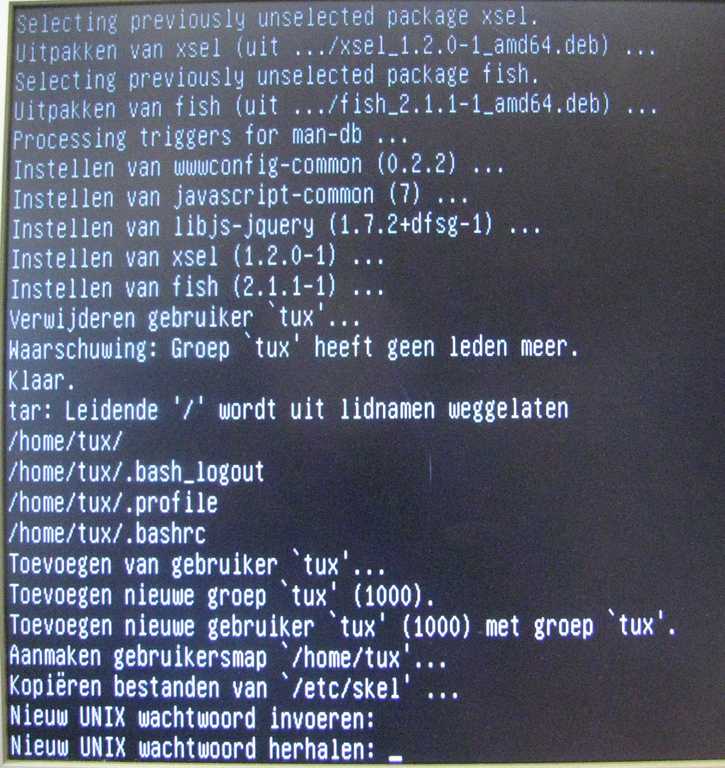 Selecting previously unselected package xsel.
Uitpakken van xsel (uit .../xsel_1.2.0-1_amd64.deb) ...
Selecting previously unselected package fish.
Uitpakken van fish (uit .../fish_2.1.1-1_amd64.deb) ...
Processing triggers for man-db ...
Instellen van wwwconfig-common (0.2.2) ...
Instellen van javascript-common (7) ...
Instellen van libjs-jquery (1.7.2+dfsg-1) ...
Instellen van xsel (1.2.0-1) ...
Instellen van fish (2.1.1-1) ...
Verwijderen gebruiker `tux'...
Waarschuwing: Groep `tux' heeft geen leden meer.
Klaar.
tar: Leidende '/' wordt uit lidnamen weggelaten
/home/tux/
/home/tux/.bash_logout
/home/tux/.profile
/home/tux/.bashrc
Toevoegen van gebruiker `tux'...
Toevoegen nieuwe groep `tux' (1000).
Toevoegen nieuwe gebruiker `tux' (1000) met groep `tux'.
Aanmaken gebruikersmap `/home/tux'...
Kopiëren bestanden van `/etc/skel' ...
Nieuw UNIX wachtwoord invoeren:
Nieuw UNIX wachtwoord herhalen: _